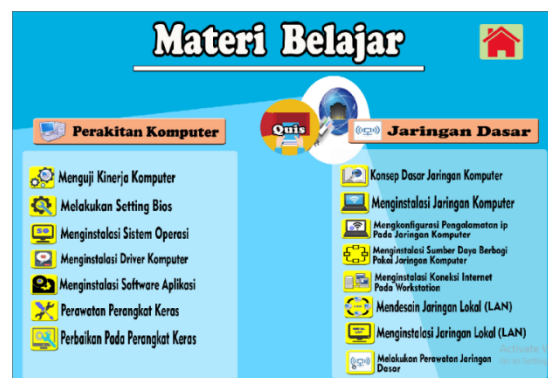 Materi Belajar
Perakitan Komputer
Quis
Jaringan Dasar
Menguji Kinerja Komputer
Melakukan Setting Bios
Menginstalasi Sistem Operasi
Menginstalasi Driver Komputer
Menginstalasi Software Aplikasi
Perawatan Perangkat Keras
Perbaikan Pada Perangkat Keras
Konsep Dasar Jaringan Komputer
Menginstalasi Jaringan Komputer
Mengkonfigurasi Pengalamatan ip
Pada Jaringan Komputer
Menginstalasi Sumber Daya Berbagi
Pakai Jaringan Komputer
Menginstalasi Koneksi Internet
Pada Workstation
Mendesain Jaringan Lokal (LAN)
Menginstalasi Jaringan Lokal (LAN)
Melakukan Perawatan Jaringan
Dasar
Activate